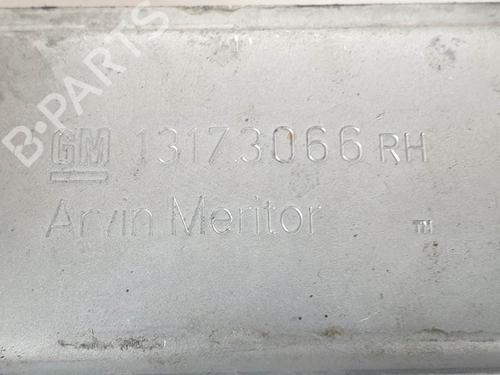 B-PARTS
GM 13173066 RH
Arvin Meritor TM